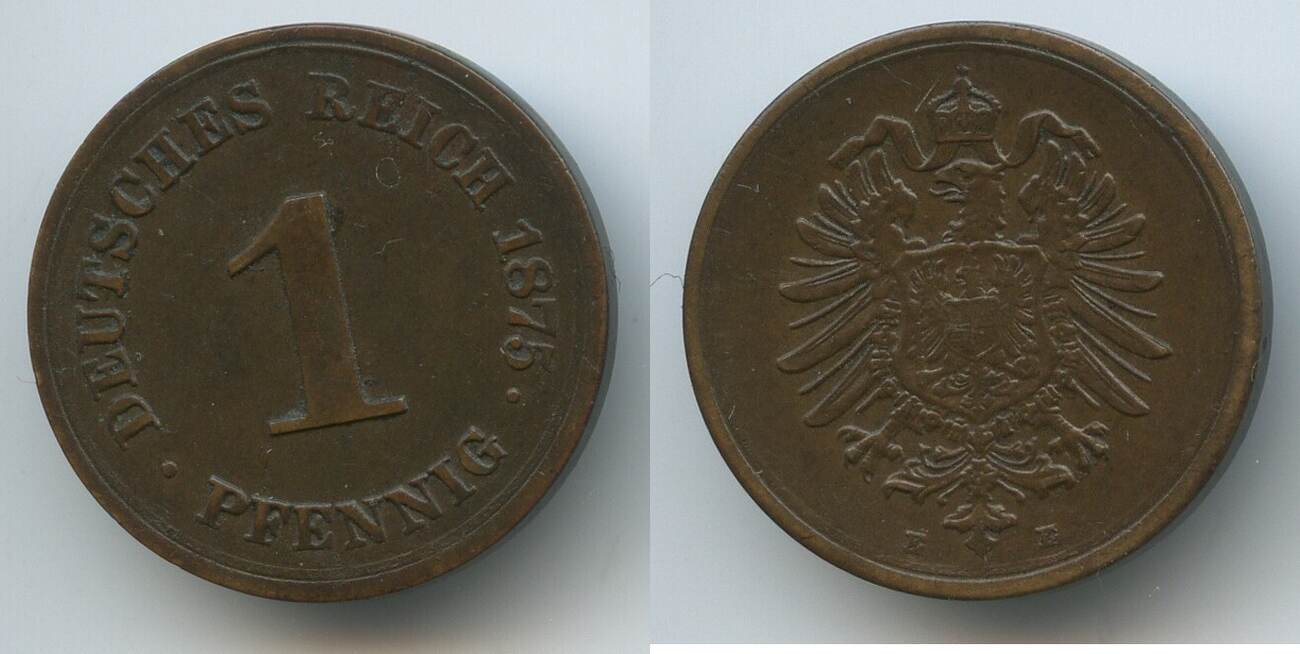 DEUTSCHES REICH 1875.
1
· PFENNIG
E E